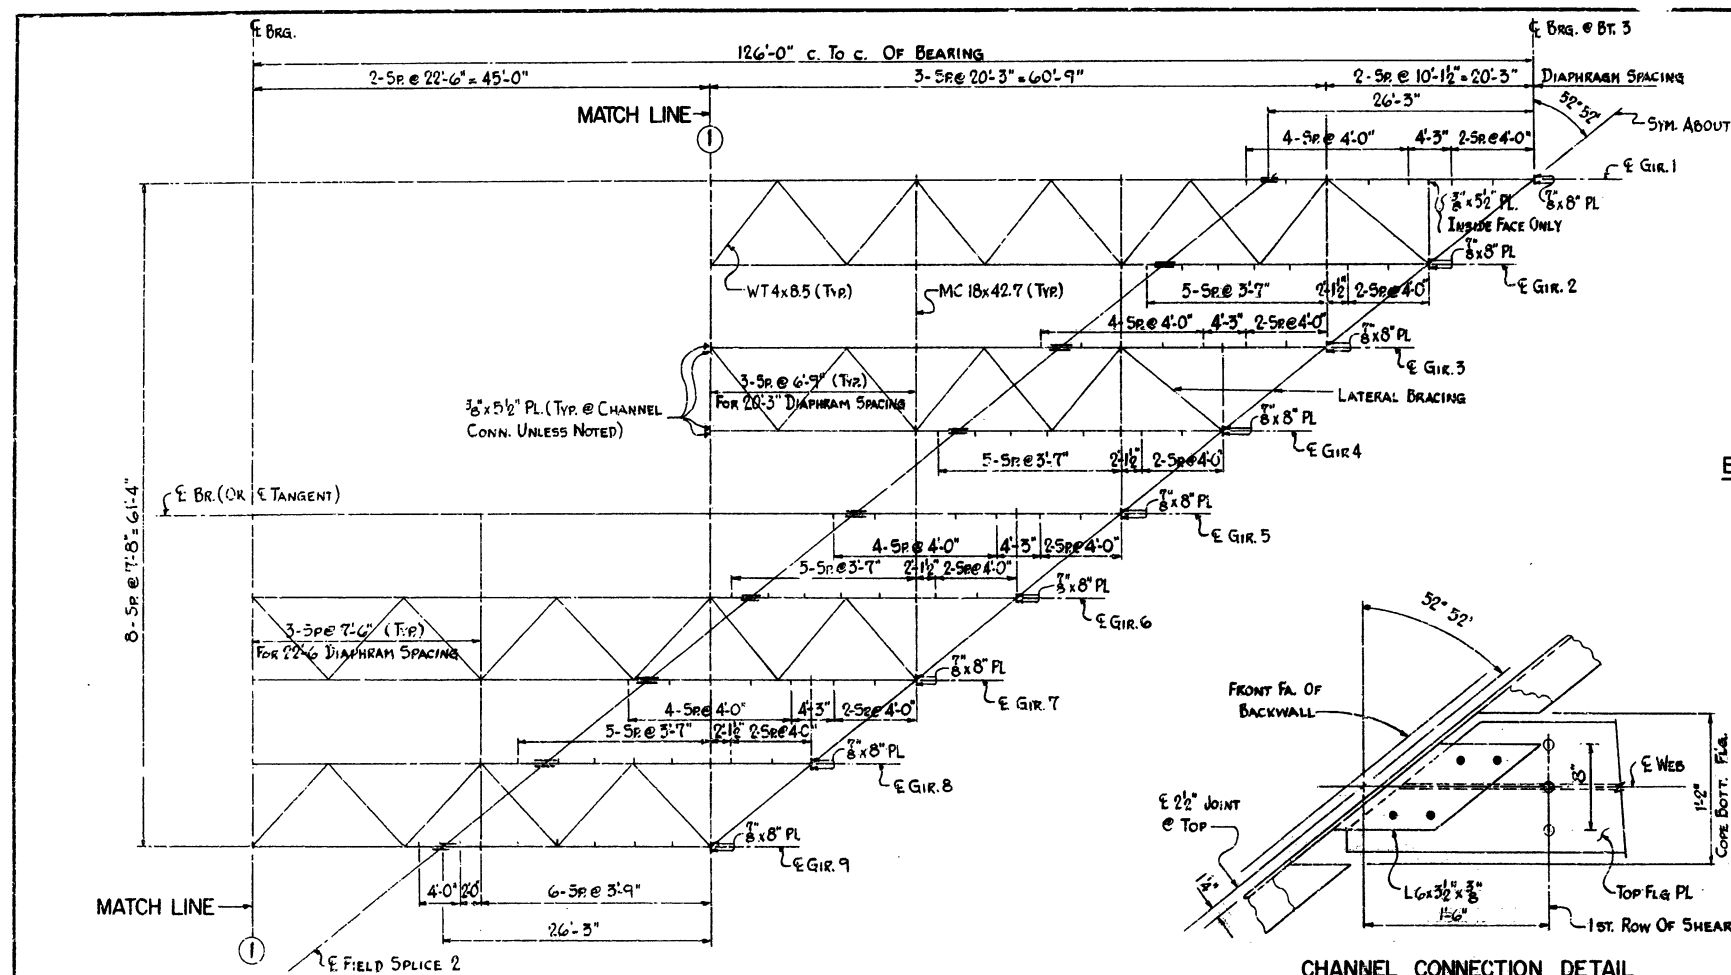 ℄ BRG.
℄ BRG. @ BT. 3
126'-0" C. TO C. OF BEARING
2-SP. @ 22'-6" = 45'-0"
3-SP. @ 20'-3" = 60'-9"
2-SP. @ 10'-1½" = 20'-3"
DIAPHRAGM SPACING
MATCH LINE
1
26'-3"
52° 52'
SYM. ABOUT
4-SP. @ 4'-0"
4'-3"
2-SP. @ 4'-0"
℄ GIR. 1
⅞" x 8" PL
⅜" x 5½" PL.
INSIDE FACE ONLY
⅞" x 8" PL
℄ GIR. 2
WT 4x8.5 (TYP.)
MC 18x42.7 (TYP.)
5-SP. @ 3'-7"
2'-1½"
2-SP. @ 4'-0"
4-SP. @ 4'-0"
4'-3"
2-SP. @ 4'-0"
⅞" x 8" PL
℄ GIR. 3
3-SP. @ 6'-9" (TYP.)
FOR 20'-3" DIAPHRAM SPACING
LATERAL BRACING
⅜" x 5½" PL. (TYP. @ CHANNEL
CONN. UNLESS NOTED)
⅞" x 8" PL
℄ GIR. 4
5-SP. @ 3'-7"
2'-1½"
2-SP. @ 4'-0"
8-SP. @ 7'-8" = 61'-4"
℄ BR. (OR ℄ TANGENT)
⅞" x 8" PL
℄ GIR. 5
4-SP. @ 4'-0"
4'-3"
2-SP. @ 4'-0"
5-SP. @ 3'-7"
2'-1½"
2-SP. @ 4'-0"
⅞" x 8" PL
℄ GIR. 6
3-SP @ 7'-6" (TYP.)
FOR 22'-6 DIAPHRAM SPACING
⅞" x 8" PL
℄ GIR. 7
4-SP. @ 4'-0"
4'-3"
2-SP. @ 4'-0"
5-SP. @ 3'-7"
2'-1½"
2-SP. @ 4'-0"
⅞" x 8" PL
℄ GIR. 8
⅞" x 8" PL
℄ GIR. 9
4'-0"
2'-0"
6-SP. @ 3'-9"
MATCH LINE
1
26'-3"
℄ FIELD SPLICE 2
52° 52'
FRONT FA. OF
BACKWALL
8"
℄ WEB
1'-2"
COPE BOTT. FLG.
℄ 2½" JOINT
@ TOP
L6x3½x⅜
TOP FLG PL
1'-6"
1ST. ROW OF SHEAR
CHANNEL CONNECTION DETAIL